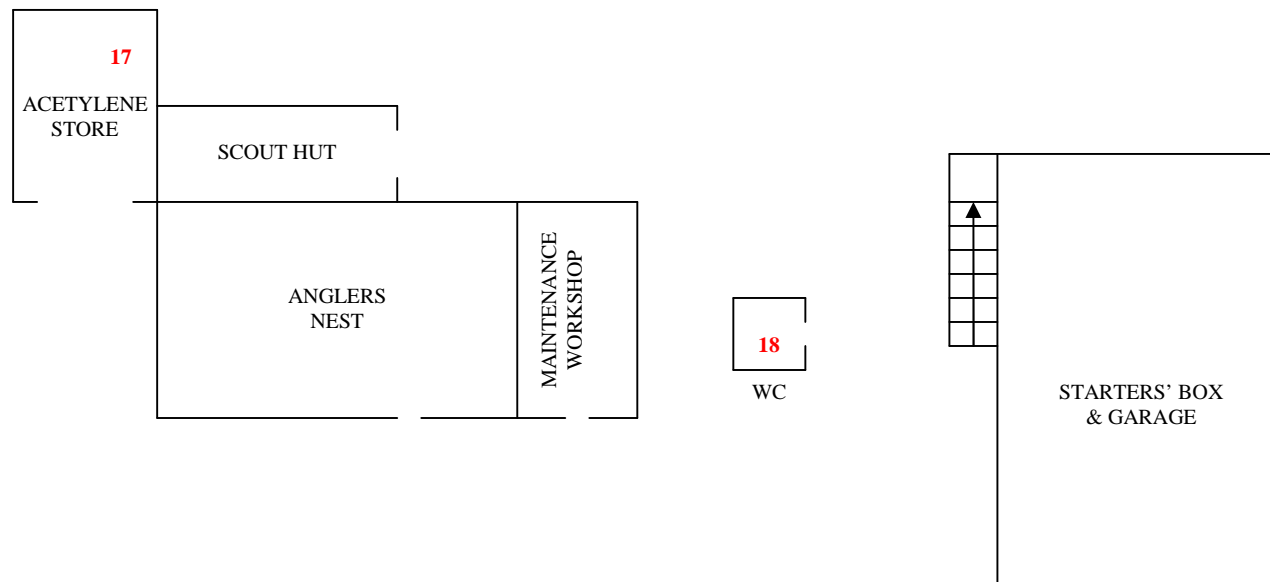 17
ACETYLENE
STORE
SCOUT HUT
ANGLERS
NEST
MAINTENANCE
WORKSHOP
18
WC
STARTERS’ BOX
& GARAGE